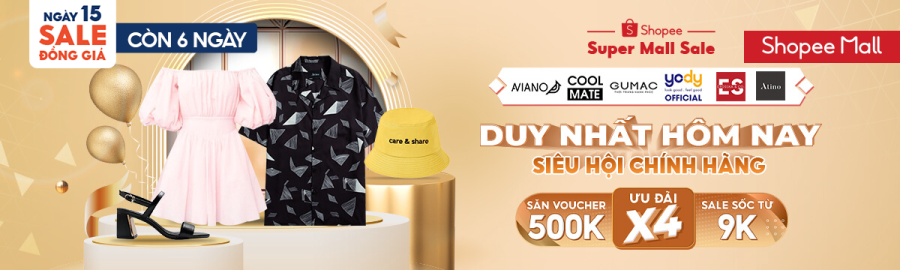 NGÀY 15
SALE
ĐỒNG GIÁ
CÒN 6 NGÀY
care & share
S Shopee
Super Mall Sale
Shopee Mall
AVIANO
COOL
MATE
GUMAC
yody
OFFICIAL
ES
Atino
DUY NHẤT HÔM NAY
SIÊU HỘI CHÍNH HÀNG
SĂN VOUCHER
500K
ƯU ĐÃI
X4
SALE SỐC TỪ
9K